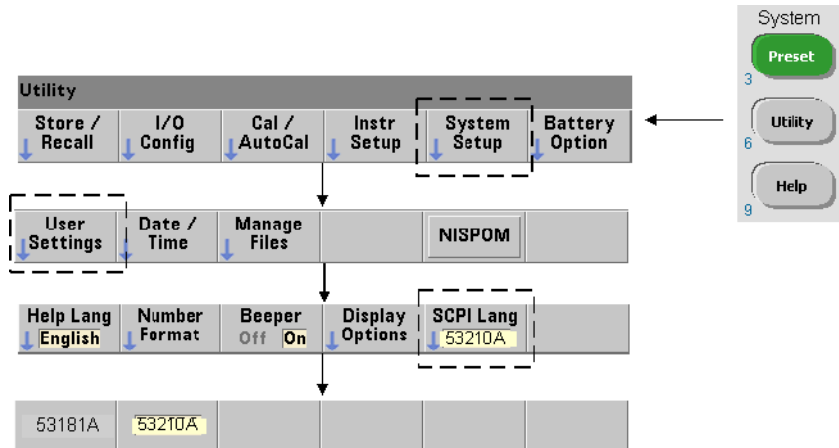 System
Preset
3
Utility
6
Help
9
Utility
Store / Recall
I/O Config
Cal / AutoCal
Instr Setup
System Setup
Battery Option
User Settings
Date / Time
Manage Files
NISPOM
Help Lang
English
Number Format
Beeper
Off On
Display Options
SCPI Lang
53210A
53181A
53210A